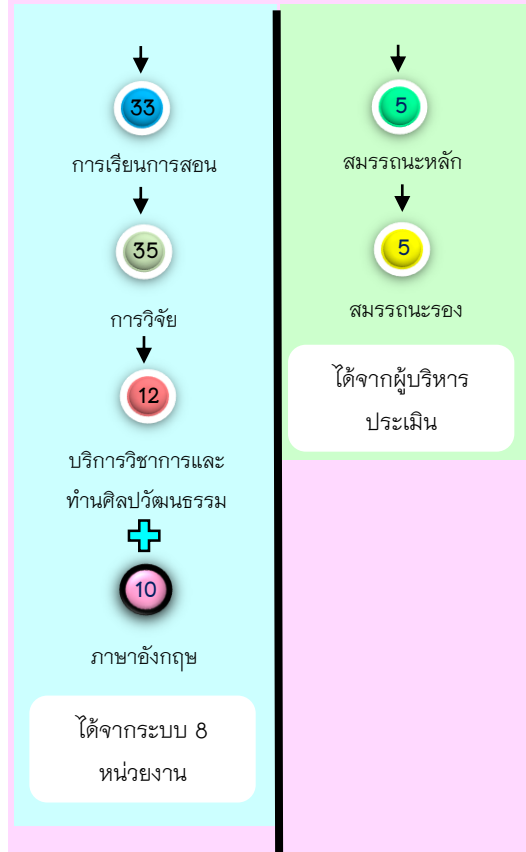 33
การเรียนการสอน
35
การวิจัย
12
บริการวิชาการและ
ทำนศิลปวัฒนธรรม
10
ภาษาอังกฤษ
ได้จากระบบ 8
หน่วยงาน
5
สมรรถนะหลัก
5
สมรรถนะรอง
ได้จากผู้บริหาร
ประเมิน